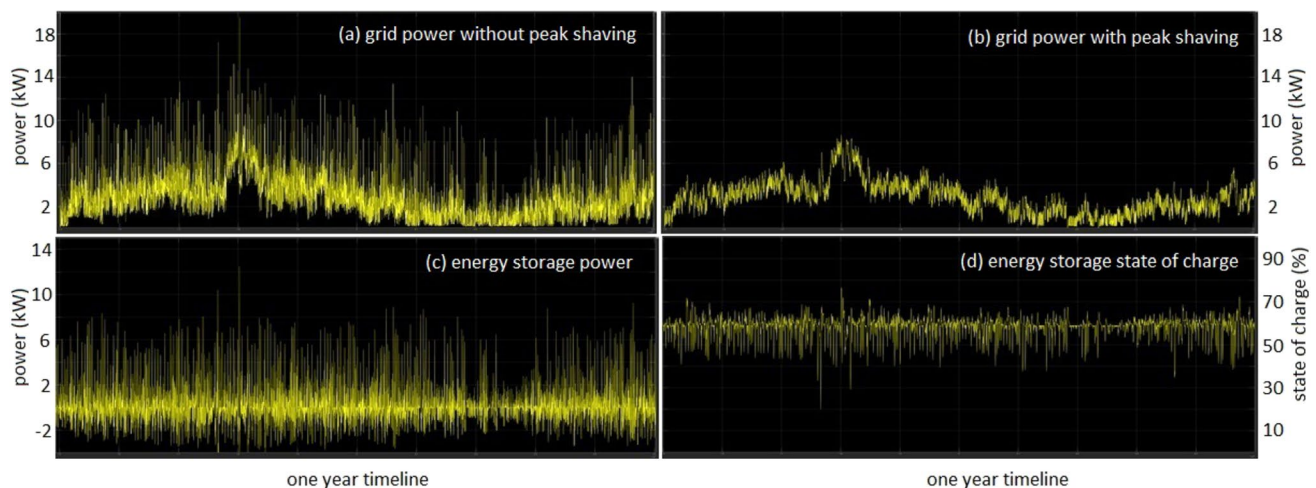 (a) grid power without peak shaving
power (kW)
18
14
10
6
2
(b) grid power with peak shaving
18
14
10
6
2
power (kW)
(c) energy storage power
power (kW)
14
10
6
2
-2
(d) energy storage state of charge
90
70
50
30
10
state of charge (%)
one year timeline
one year timeline